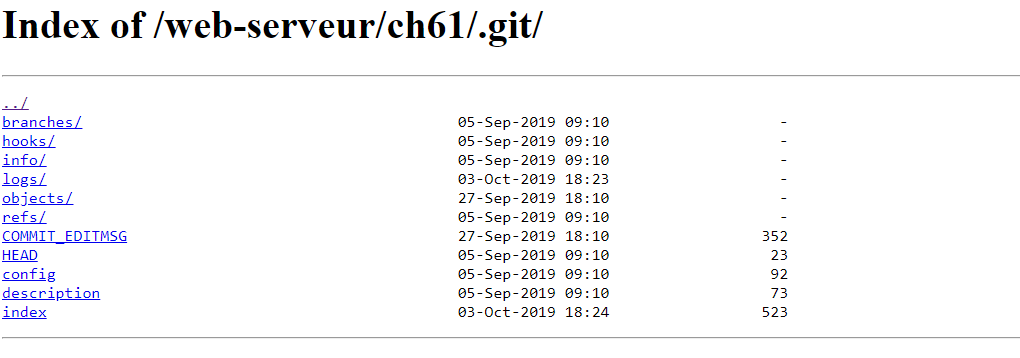 Index of /web-serveur/ch61/.git/
../
branches/ 05-Sep-2019 09:10 -
hooks/ 05-Sep-2019 09:10 -
info/ 05-Sep-2019 09:10 -
logs/ 03-Oct-2019 18:23 -
objects/ 27-Sep-2019 18:10 -
refs/ 05-Sep-2019 09:10 -
COMMIT_EDITMSG 27-Sep-2019 18:10 352
HEAD 05-Sep-2019 09:10 23
config 05-Sep-2019 09:10 92
description 05-Sep-2019 09:10 73
index 03-Oct-2019 18:24 523